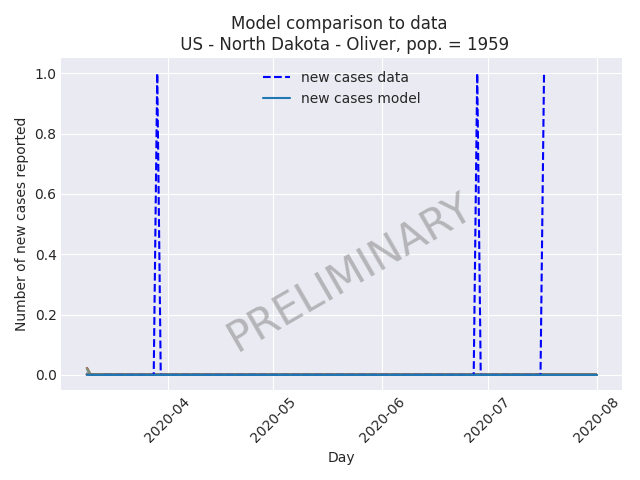 Model comparison to data
US - North Dakota - Oliver, pop. = 1959
new cases data
new cases model
Number of new cases reported
1.0
0.8
0.6
0.4
0.2
0.0
PRELIMINARY
2020-04
2020-05
2020-06
2020-07
2020-08
Day